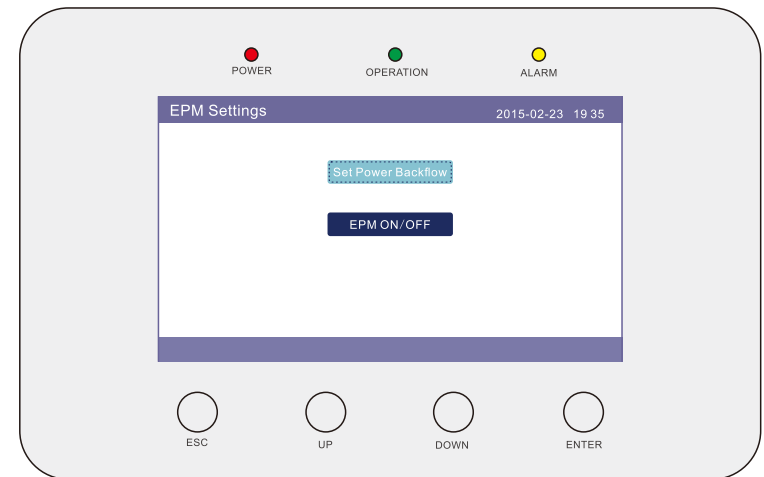 POWER OPERATION ALARM
EPM Settings 2015-02-23 19 35
Set Power Backflow
EPM ON/OFF
ESC UP DOWN ENTER